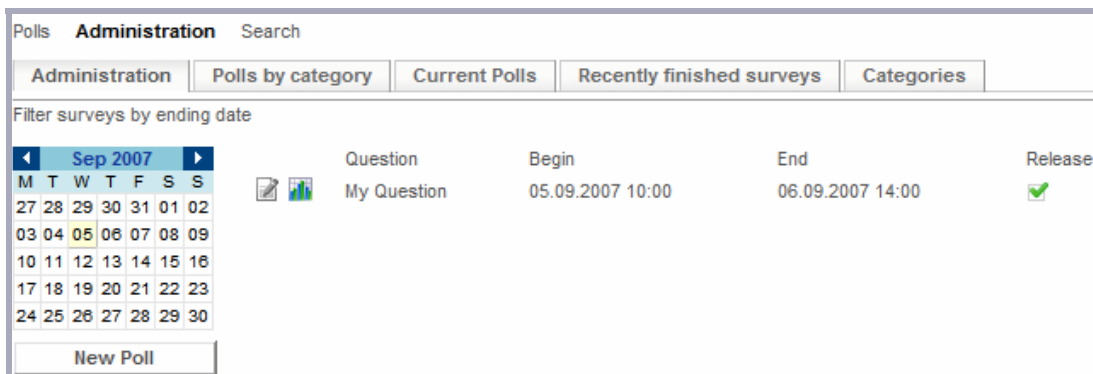 Polls Administration Search
Administration Polls by category Current Polls Recently finished surveys Categories
Filter surveys by ending date
Sep 2007
M T W T F S S
27 28 29 30 31 01 02
03 04 05 06 07 08 09
10 11 12 13 14 15 16
17 18 19 20 21 22 23
24 25 26 27 28 29 30
New Poll
Question Begin End Release
My Question 05.09.2007 10:00 06.09.2007 14:00